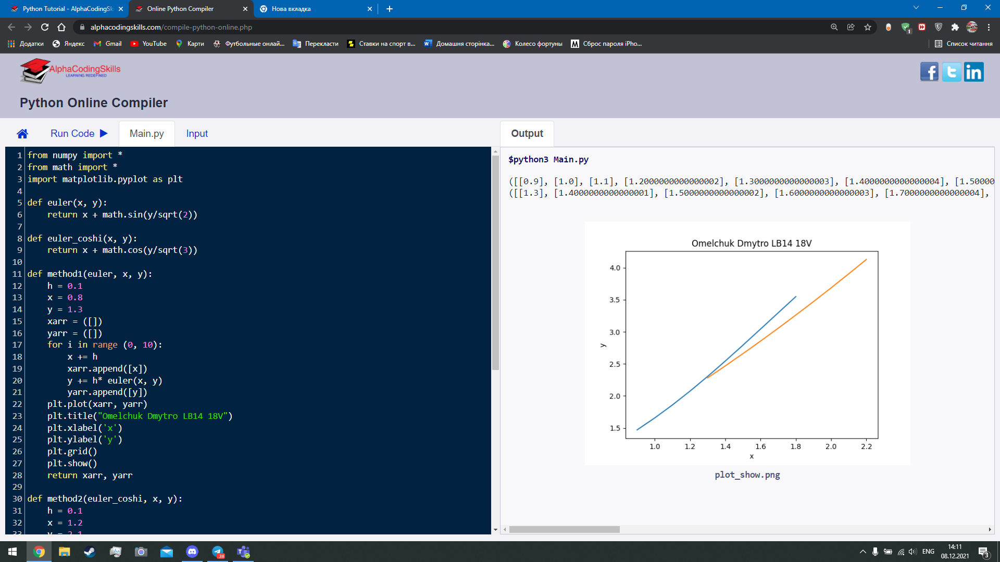 Python Tutorial - AlphaCodingSk
Online Python Compiler
Нова вкладка
alphacodingskills.com/compile-python-online.php
Додатки
Яндекс
Gmail
YouTube
Карти
Футбольные онлай...
Перекласти
Ставки на спорт в...
Домашня сторінка...
Колесо фортуны
Сброс пароля iPho...
Список читання
AlphaCodingSkills
LEARNING REDEFINED
Python Online Compiler
Run Code
Main.py
Input
Output
1 from numpy import *
2 from math import *
3 import matplotlib.pyplot as plt
4
5 def euler(x, y):
6 return x + math.sin(y/sqrt(2))
7
8 def euler_coshi(x, y):
9 return x + math.cos(y/sqrt(3))
10
11 def method1(euler, x, y):
12 h = 0.1
13 x = 0.8
14 y = 1.3
15 xarr = ([])
16 yarr = ([])
17 for i in range (0, 10):
18 x += h
19 xarr.append([x])
20 y += h* euler(x, y)
21 yarr.append([y])
22 plt.plot(xarr, yarr)
23 plt.title("Omelchuk Dmytro LB14 18V")
24 plt.xlabel('x')
25 plt.ylabel('y')
26 plt.grid()
27 plt.show()
28 return xarr, yarr
29
30 def method2(euler_coshi, x, y):
31 h = 0.1
32 x = 1.2
33 y = 2.1
$python3 Main.py
([[0.9], [1.0], [1.1], [1.2000000000000002], [1.3000000000000003], [1.4000000000000004], [1.50000
([[1.3], [1.4000000000000001], [1.5000000000000002], [1.6000000000000003], [1.7000000000000004],
Omelchuk Dmytro LB14 18V
4.0
3.5
3.0
2.5
2.0
1.5
y
1.0 1.2 1.4 1.6 1.8 2.0 2.2
x
plot_show.png
ENG
14:11
08.12.2021
3